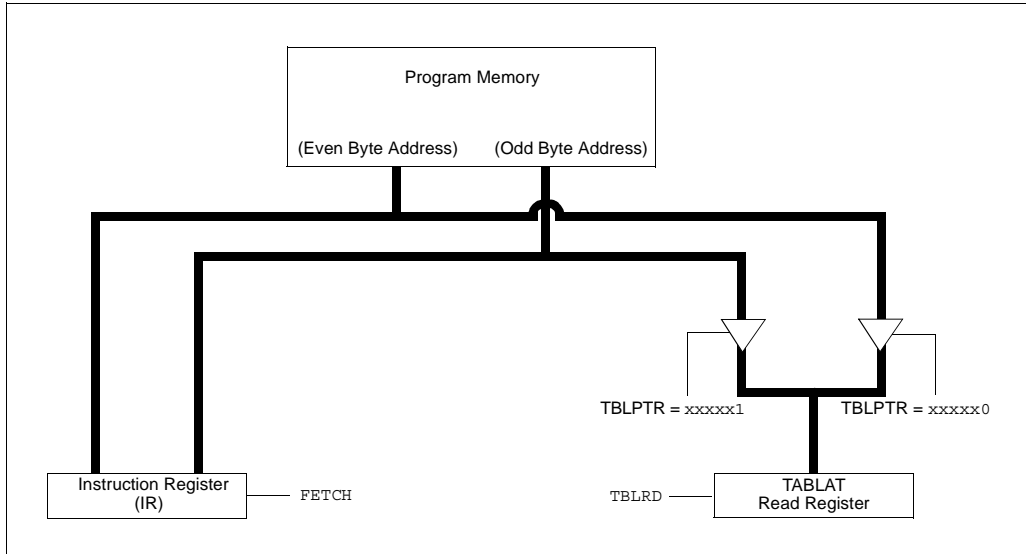 Program Memory
(Even Byte Address) (Odd Byte Address)
TBLPTR = xxxxx1
TBLPTR = xxxxx0
Instruction Register
(IR)
FETCH
TBLRD
TABLAT
Read Register